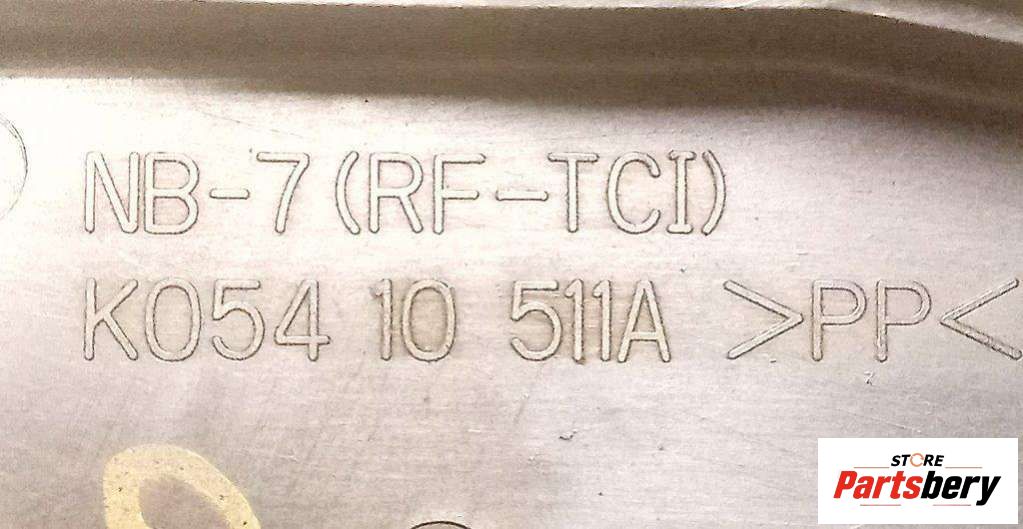 NB-7(RF-TCI)
K054 10 511A >PP<
STORE
Partsbery